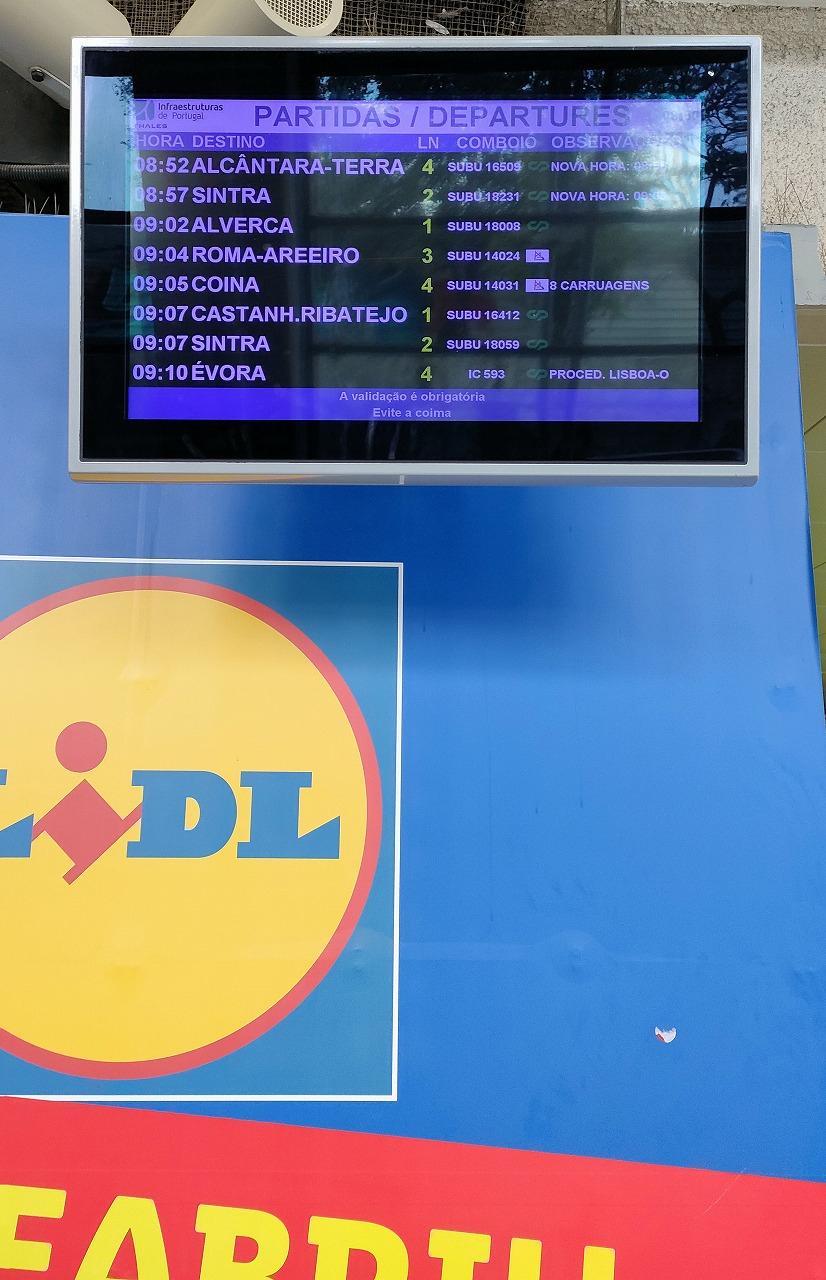 Infraestruturas
de Portugal
THALES
PARTIDAS / DEPARTURES
HORA DESTINO LN COMBOIO
08:52 ALCÂNTARA-TERRA 4 SUBU 16509 NOVA HORA:
08:57 SINTRA 2 SUBU 18231 NOVA HORA:
09:02 ALVERCA 1 SUBU 18008
09:04 ROMA-AREEIRO 3 SUBU 14024
09:05 COINA 4 SUBU 14031 8 CARRUAGENS
09:07 CASTANH.RIBATEJO 1 SUBU 16412
09:07 SINTRA 2 SUBU 18059
09:10 ÉVORA 4 IC 593 PROCED. LISBOA-O
A validação é obrigatória
Evite a coima
LIDL